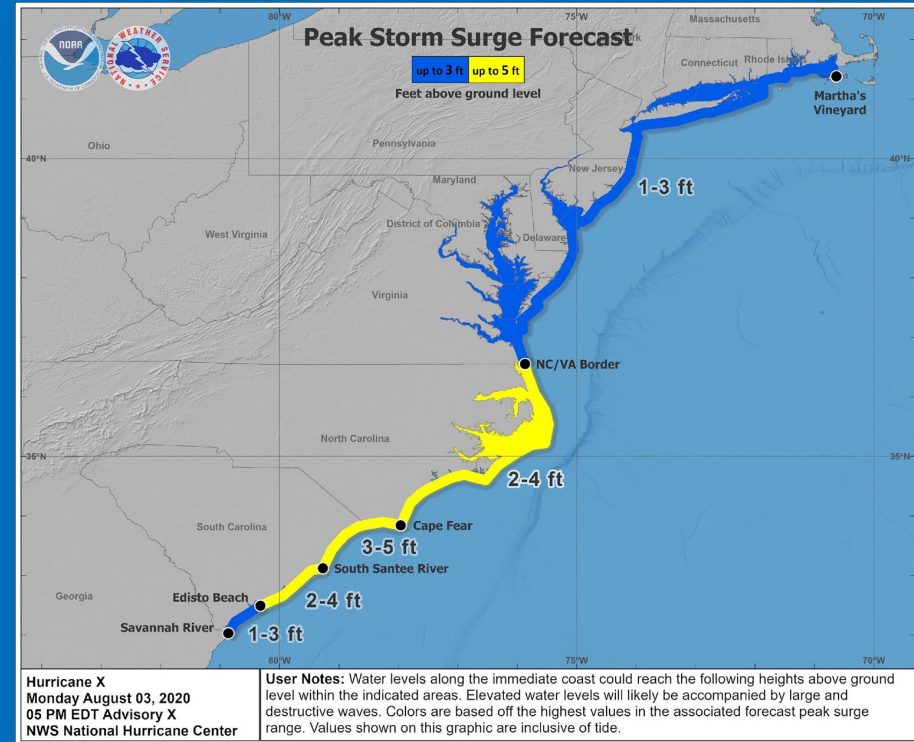 NOAA
NATIONAL WEATHER SERVICE
Peak Storm Surge Forecast
up to 3 ft up to 5 ft
Feet above ground level
75°W
70°W
Massachusetts
Connecticut
Martha's
Vineyard
Ohio
Pennsylvania
40°N
40°N
New Jersey
Maryland
1-3 ft
West Virginia
District of Columbia
Delaware
Virginia
NC/VA Border
North Carolina
35°N
35°N
2-4 ft
South Carolina
Cape Fear
3-5 ft
South Santee River
Georgia
Edisto Beach
2-4 ft
Savannah River
1-3 ft
80°W
75°W
70°W
Hurricane X
Monday August 03, 2020
05 PM EDT Advisory X
NWS National Hurricane Center
User Notes: Water levels along the immediate coast could reach the following heights above ground
level within the indicated areas. Elevated water levels will likely be accompanied by large and
destructive waves. Colors are based off the highest values in the associated forecast peak surge
range. Values shown on this graphic are inclusive of tide.